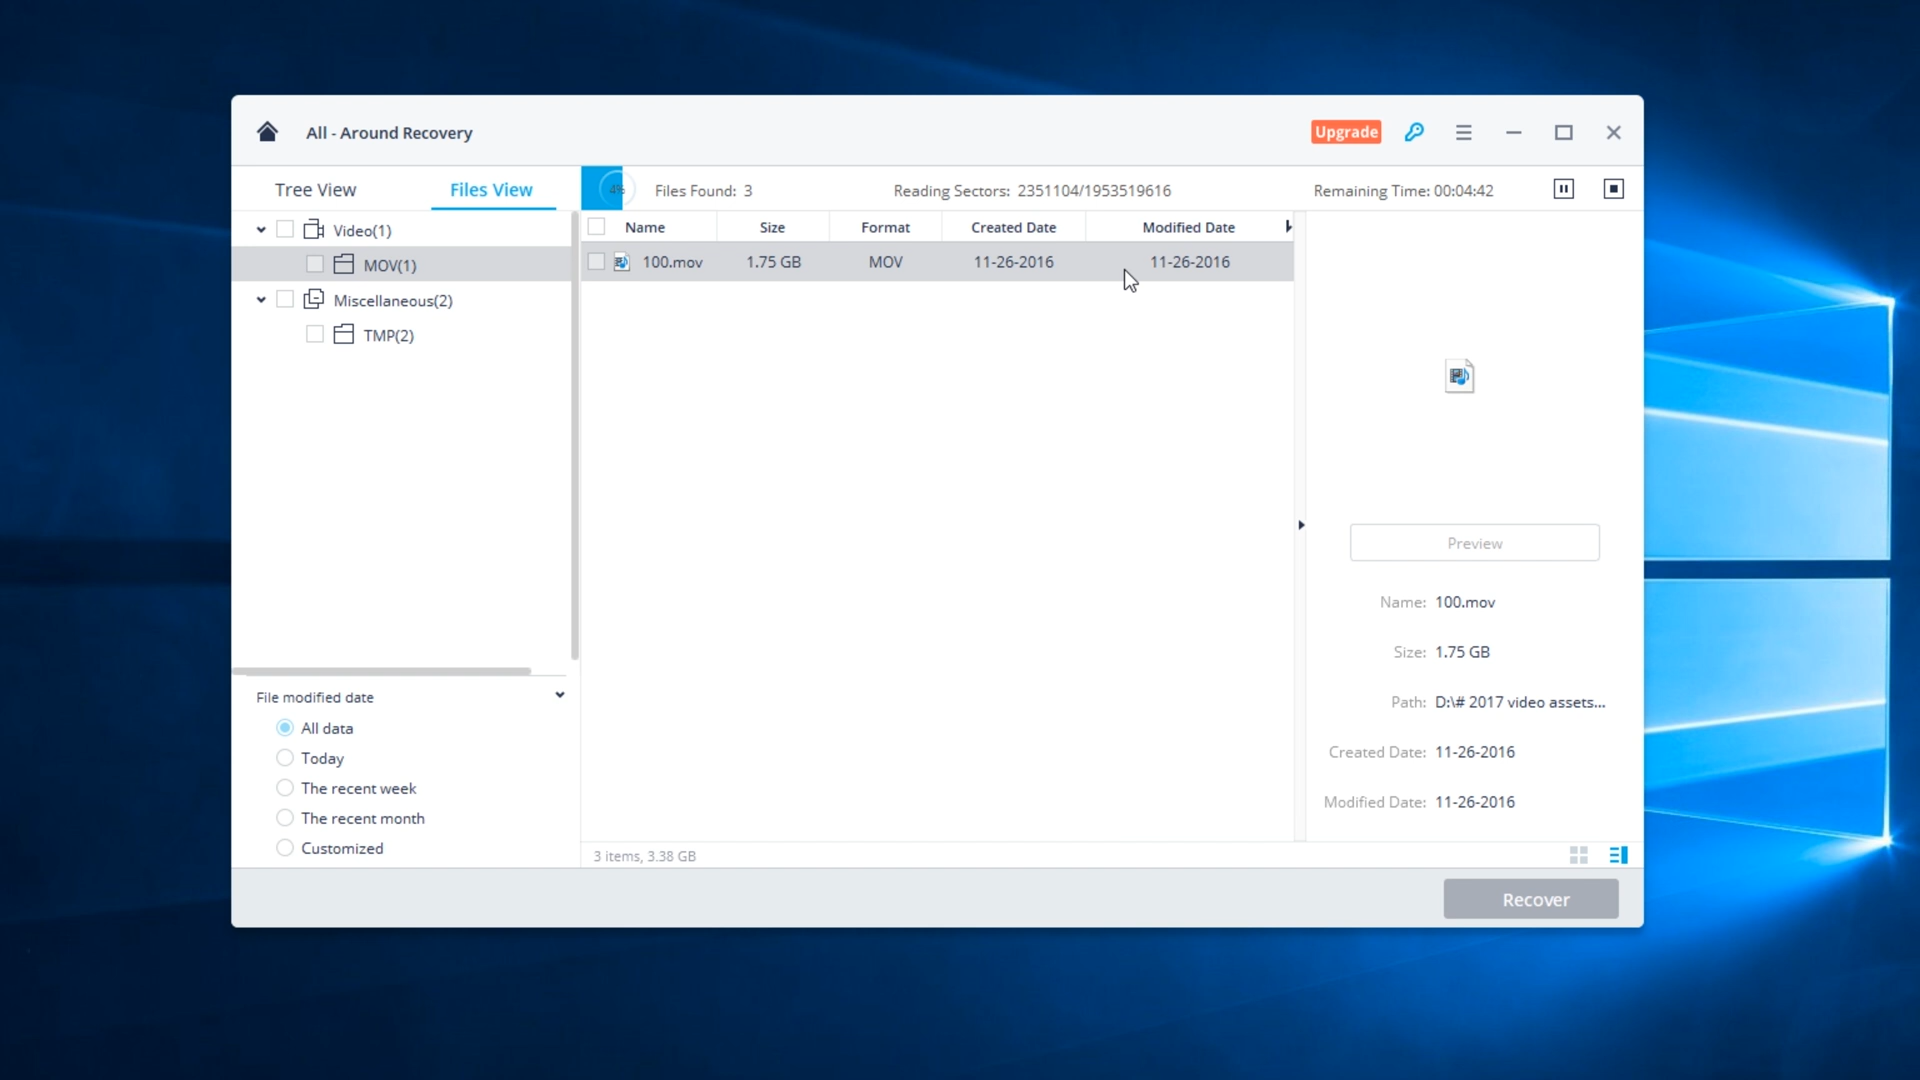 All - Around Recovery
Upgrade
Tree View
Files View
4%
Files Found: 3
Reading Sectors: 2351104/1953519616
Remaining Time: 00:04:42
Video(1)
MOV(1)
Miscellaneous(2)
TMP(2)
Name Size Format Created Date Modified Date
100.mov 1.75 GB MOV 11-26-2016 11-26-2016
Preview
Name: 100.mov
Size: 1.75 GB
Path: D:\# 2017 video assets...
Created Date: 11-26-2016
Modified Date: 11-26-2016
File modified date
All data
Today
The recent week
The recent month
Customized
3 items, 3.38 GB
Recover